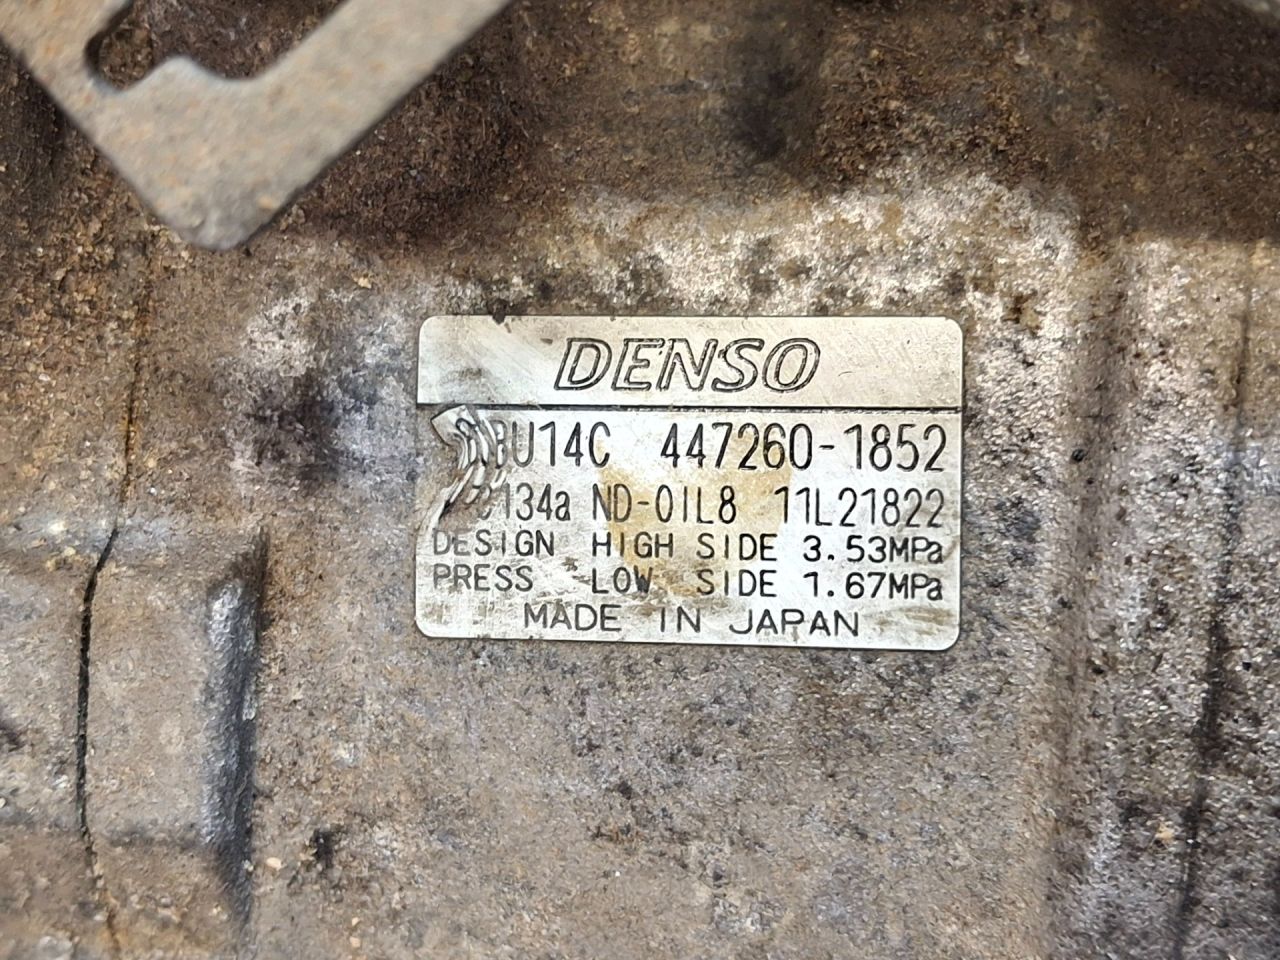 DENSO
447260-1852
ND-OIL8 11L21822
DESIGN HIGH SIDE 3.53MPa
PRESS LOW SIDE 1.67MPa
MADE IN JAPAN